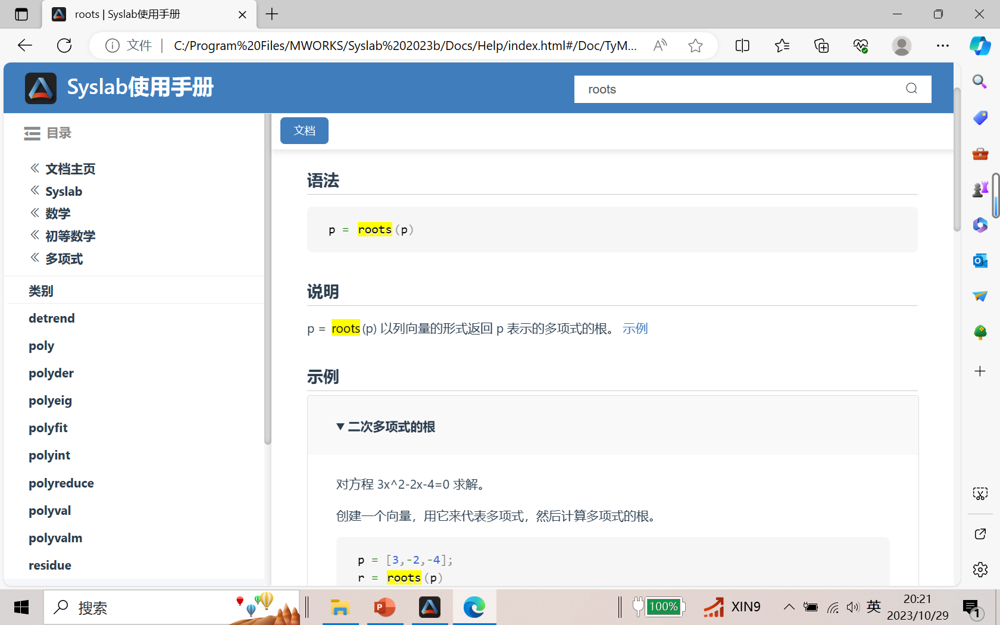 roots | Syslab使用手册
文件 | C:/Program%20Files/MWORKS/Syslab%202023b/Docs/Help/index.html#/Doc/TyM...
Syslab使用手册
roots
目录
文档
文档主页
Syslab
数学
初等数学
多项式
类别
detrend
poly
polyder
polyeig
polyfit
polyint
polyreduce
polyval
polyvalm
residue
语法
p = roots(p)
说明
p = roots(p) 以列向量的形式返回 p 表示的多项式的根。 示例
示例
▼ 二次多项式的根
对方程 3x^2-2x-4=0 求解。
创建一个向量，用它来代表多项式，然后计算多项式的根。
p = [3,-2,-4];
r = roots(p)
搜索
100%
XIN9
英
20:21
2023/10/29
1